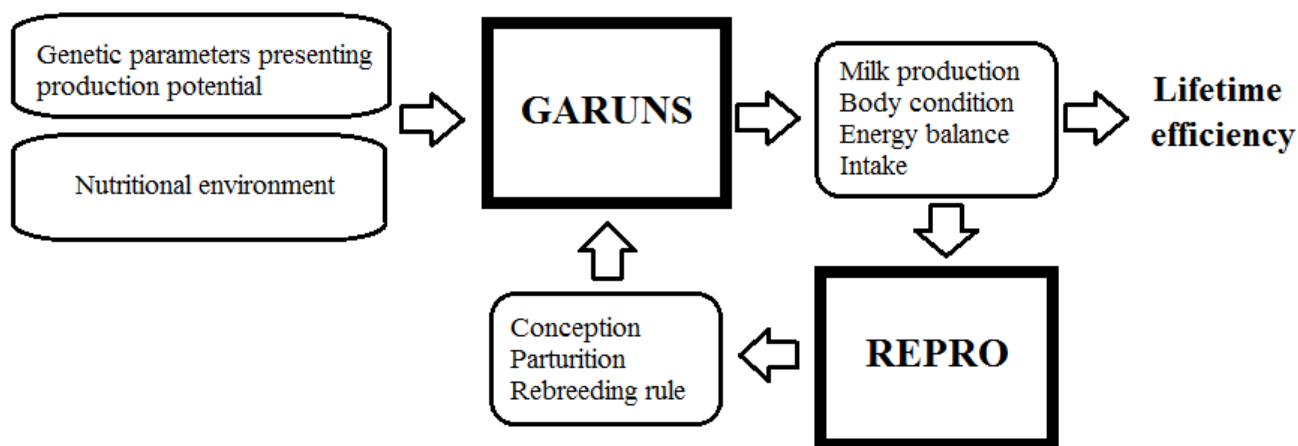 Genetic parameters presenting
production potential
Nutritional environment
GARUNS
Milk production
Body condition
Energy balance
Intake
Lifetime
efficiency
Conception
Parturition
Rebreeding rule
REPRO